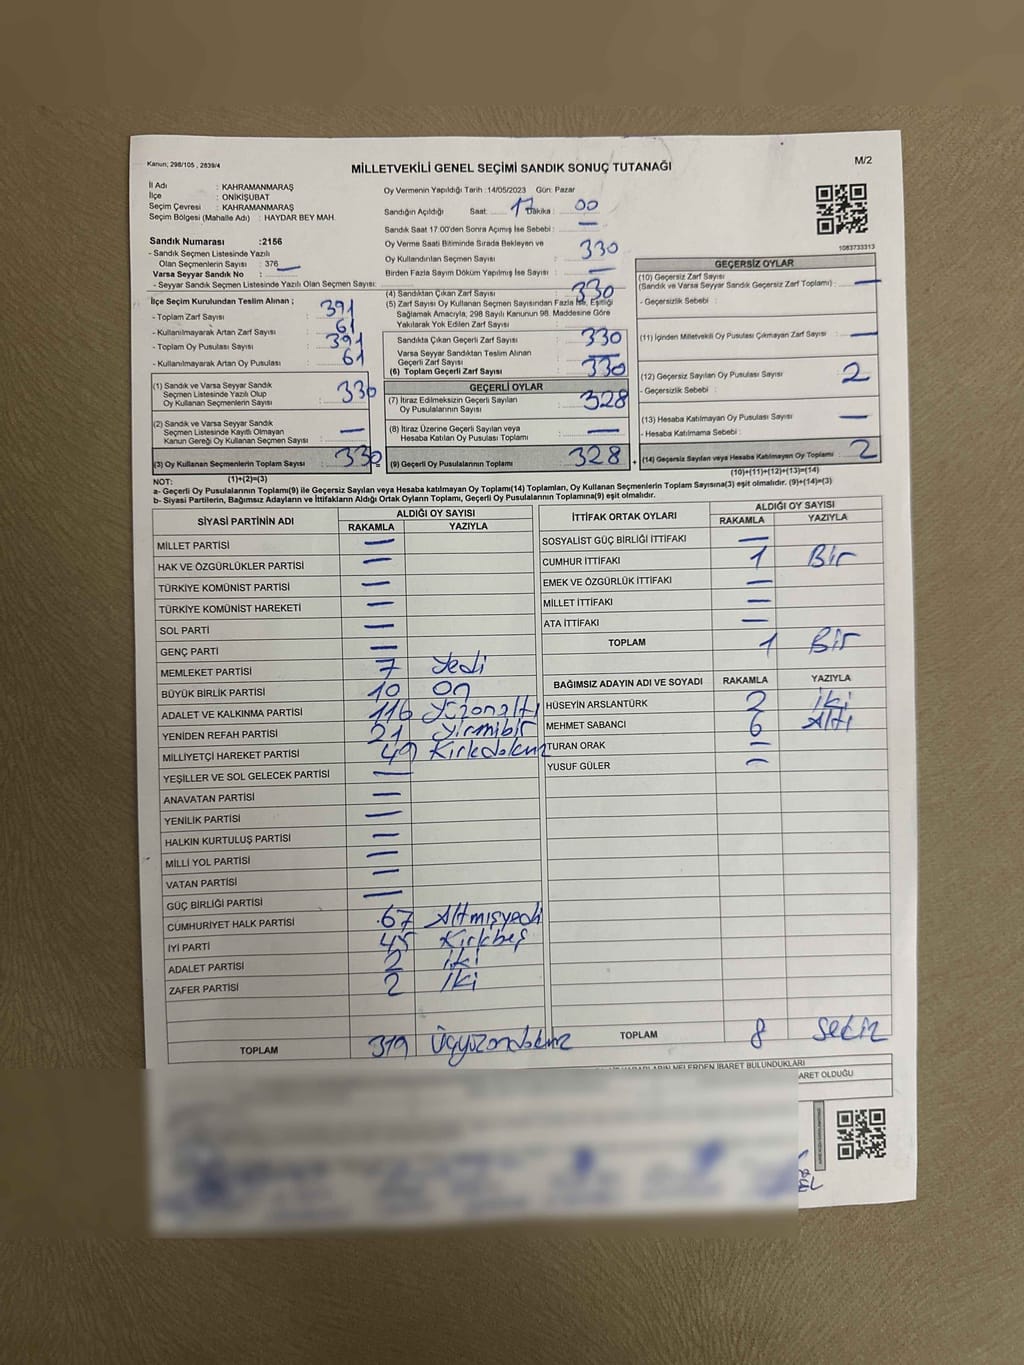 Kanun; 298/105 , 2839/4
MİLLETVEKİLİ GENEL SEÇİMİ SANDIK SONUÇ TUTANAĞI
M/2
İl Adı : KAHRAMANMARAŞ
İlçe : ONİKİŞUBAT
Seçim Çevresi : KAHRAMANMARAŞ
Seçim Bölgesi (Mahalle Adı) : HAYDAR BEY MAH.
Sandık Numarası :2156
- Sandık Seçmen Listesinde Yazılı
Olan Seçmenlerin Sayısı : 376
Varsa Seyyar Sandık No : —
- Seyyar Sandık Seçmen Listesinde Yazılı Olan Seçmen Sayısı:
İlçe Seçim Kurulundan Teslim Alınan ;
- Toplam Zarf Sayısı : 391
- Kullanılmayarak Artan Zarf Sayısı : 61
- Toplam Oy Pusulası Sayısı : 391
- Kullanılmayarak Artan Oy Pusulası : 61
(1) Sandık ve Varsa Seyyar Sandık
Seçmen Listesinde Yazılı Olup
Oy Kullanan Seçmenlerin Sayısı : 330
(2) Sandık ve Varsa Seyyar Sandık
Seçmen Listesinde Kayıtlı Olmayan
Kanun Gereği Oy Kullanan Seçmen Sayısı : —
(3) Oy Kullanan Seçmenlerin Toplam Sayısı : 330
(1)+(2)=(3)
Oy Vermenin Yapıldığı Tarih :14/05/2023 Gün: Pazar
Sandığın Açıldığı Saat: 17 Dakika : 00
Sandık Saat 17.00'den Sonra Açılmış İse Sebebi : —
Oy Verme Saati Bitiminde Sırada Bekleyen ve
Oy Kullandırılan Seçmen Sayısı : 330
Birden Fazla Sayım Döküm Yapılmış İse Sayısı : —
(4) Sandıktan Çıkan Zarf Sayısı : 330
(5) Zarf Sayısı Oy Kullanan Seçmen Sayısından Fazla İse, Eşitliği
Sağlamak Amacıyla, 298 Sayılı Kanunun 98. Maddesine Göre
Yakılarak Yok Edilen Zarf Sayısı :
Sandıkta Çıkan Geçerli Zarf Sayısı : 330
Varsa Seyyar Sandıktan Teslim Alınan
Geçerli Zarf Sayısı : —
(6) Toplam Geçerli Zarf Sayısı : 330
GEÇERLİ OYLAR
(7) İtiraz Edilmeksizin Geçerli Sayılan
Oy Pusulalarının Sayısı : 328
(8) İtiraz Üzerine Geçerli Sayılan veya
Hesaba Katılan Oy Pusulası Toplamı : —
(9) Geçerli Oy Pusulalarının Toplamı : 328
1083733313
GEÇERSİZ OYLAR
(10) Geçersiz Zarf Sayısı
(Sandık ve Varsa Seyyar Sandık Geçersiz Zarf Toplamı) : —
- Geçersizlik Sebebi :
(11) İçinden Milletvekili Oy Pusulası Çıkmayan Zarf Sayısı : —
(12) Geçersiz Sayılan Oy Pusulası Sayısı : 2
- Geçersizlik Sebebi :
(13) Hesaba Katılmayan Oy Pusulası Sayısı : —
- Hesaba Katılmama Sebebi :
+ (14) Geçersiz Sayılan veya Hesaba Katılmayan Oy Toplamı : 2
(10)+(11)+(12)+(13)=(14)
NOT:
a- Geçerli Oy Pusulalarının Toplamı(9) ile Geçersiz Sayılan veya Hesaba Katılmayan Oy Toplamı(14) Toplamları, Oy Kullanan Seçmenlerin Toplam Sayısına(3) eşit olmalıdır. (9)+(14)=(3)
b- Siyasi Partilerin, Bağımsız Adayların ve İttifakların Aldığı Ortak Oyların Toplamı, Geçerli Oy Pusulalarının Toplamına(9) eşit olmalıdır.
SİYASİ PARTİNİN ADI ALDIĞI OY SAYISI
RAKAMLA YAZIYLA
MİLLET PARTİSİ —
HAK VE ÖZGÜRLÜKLER PARTİSİ —
TÜRKİYE KOMÜNİST PARTİSİ —
TÜRKİYE KOMÜNİST HAREKETİ —
SOL PARTİ —
GENÇ PARTİ —
MEMLEKET PARTİSİ 7 Yedi
BÜYÜK BİRLİK PARTİSİ 10 On
ADALET VE KALKINMA PARTİSİ 116 Yüzonaltı
YENİDEN REFAH PARTİSİ 21 Yirmibir
MİLLİYETÇİ HAREKET PARTİSİ 49 Kırkdokuz
YEŞİLLER VE SOL GELECEK PARTİSİ —
ANAVATAN PARTİSİ —
YENİLİK PARTİSİ —
HALKIN KURTULUŞ PARTİSİ —
MİLLİ YOL PARTİSİ —
VATAN PARTİSİ —
GÜÇ BİRLİĞİ PARTİSİ —
CUMHURİYET HALK PARTİSİ 67 Altmışyedi
İYİ PARTİ 45 Kırkbeş
ADALET PARTİSİ 2 İki
ZAFER PARTİSİ 2 İki
TOPLAM 319 Üçyüzondokuz
İTTİFAK ORTAK OYLARI ALDIĞI OY SAYISI
RAKAMLA YAZIYLA
SOSYALİST GÜÇ BİRLİĞİ İTTİFAKI —
CUMHUR İTTİFAKI 1 Bir
EMEK VE ÖZGÜRLÜK İTTİFAKI —
MİLLET İTTİFAKI —
ATA İTTİFAKI —
TOPLAM 1 Bir
BAĞIMSIZ ADAYIN ADI VE SOYADI RAKAMLA YAZIYLA
HÜSEYİN ARSLANTÜRK 2 İki
MEHMET SABANCI 6 Altı
TURAN ORAK —
YUSUF GÜLER —
TOPLAM 8 Sekiz
NELERDEN İBARET BULUNDUKLARI
ARET OLDUĞU